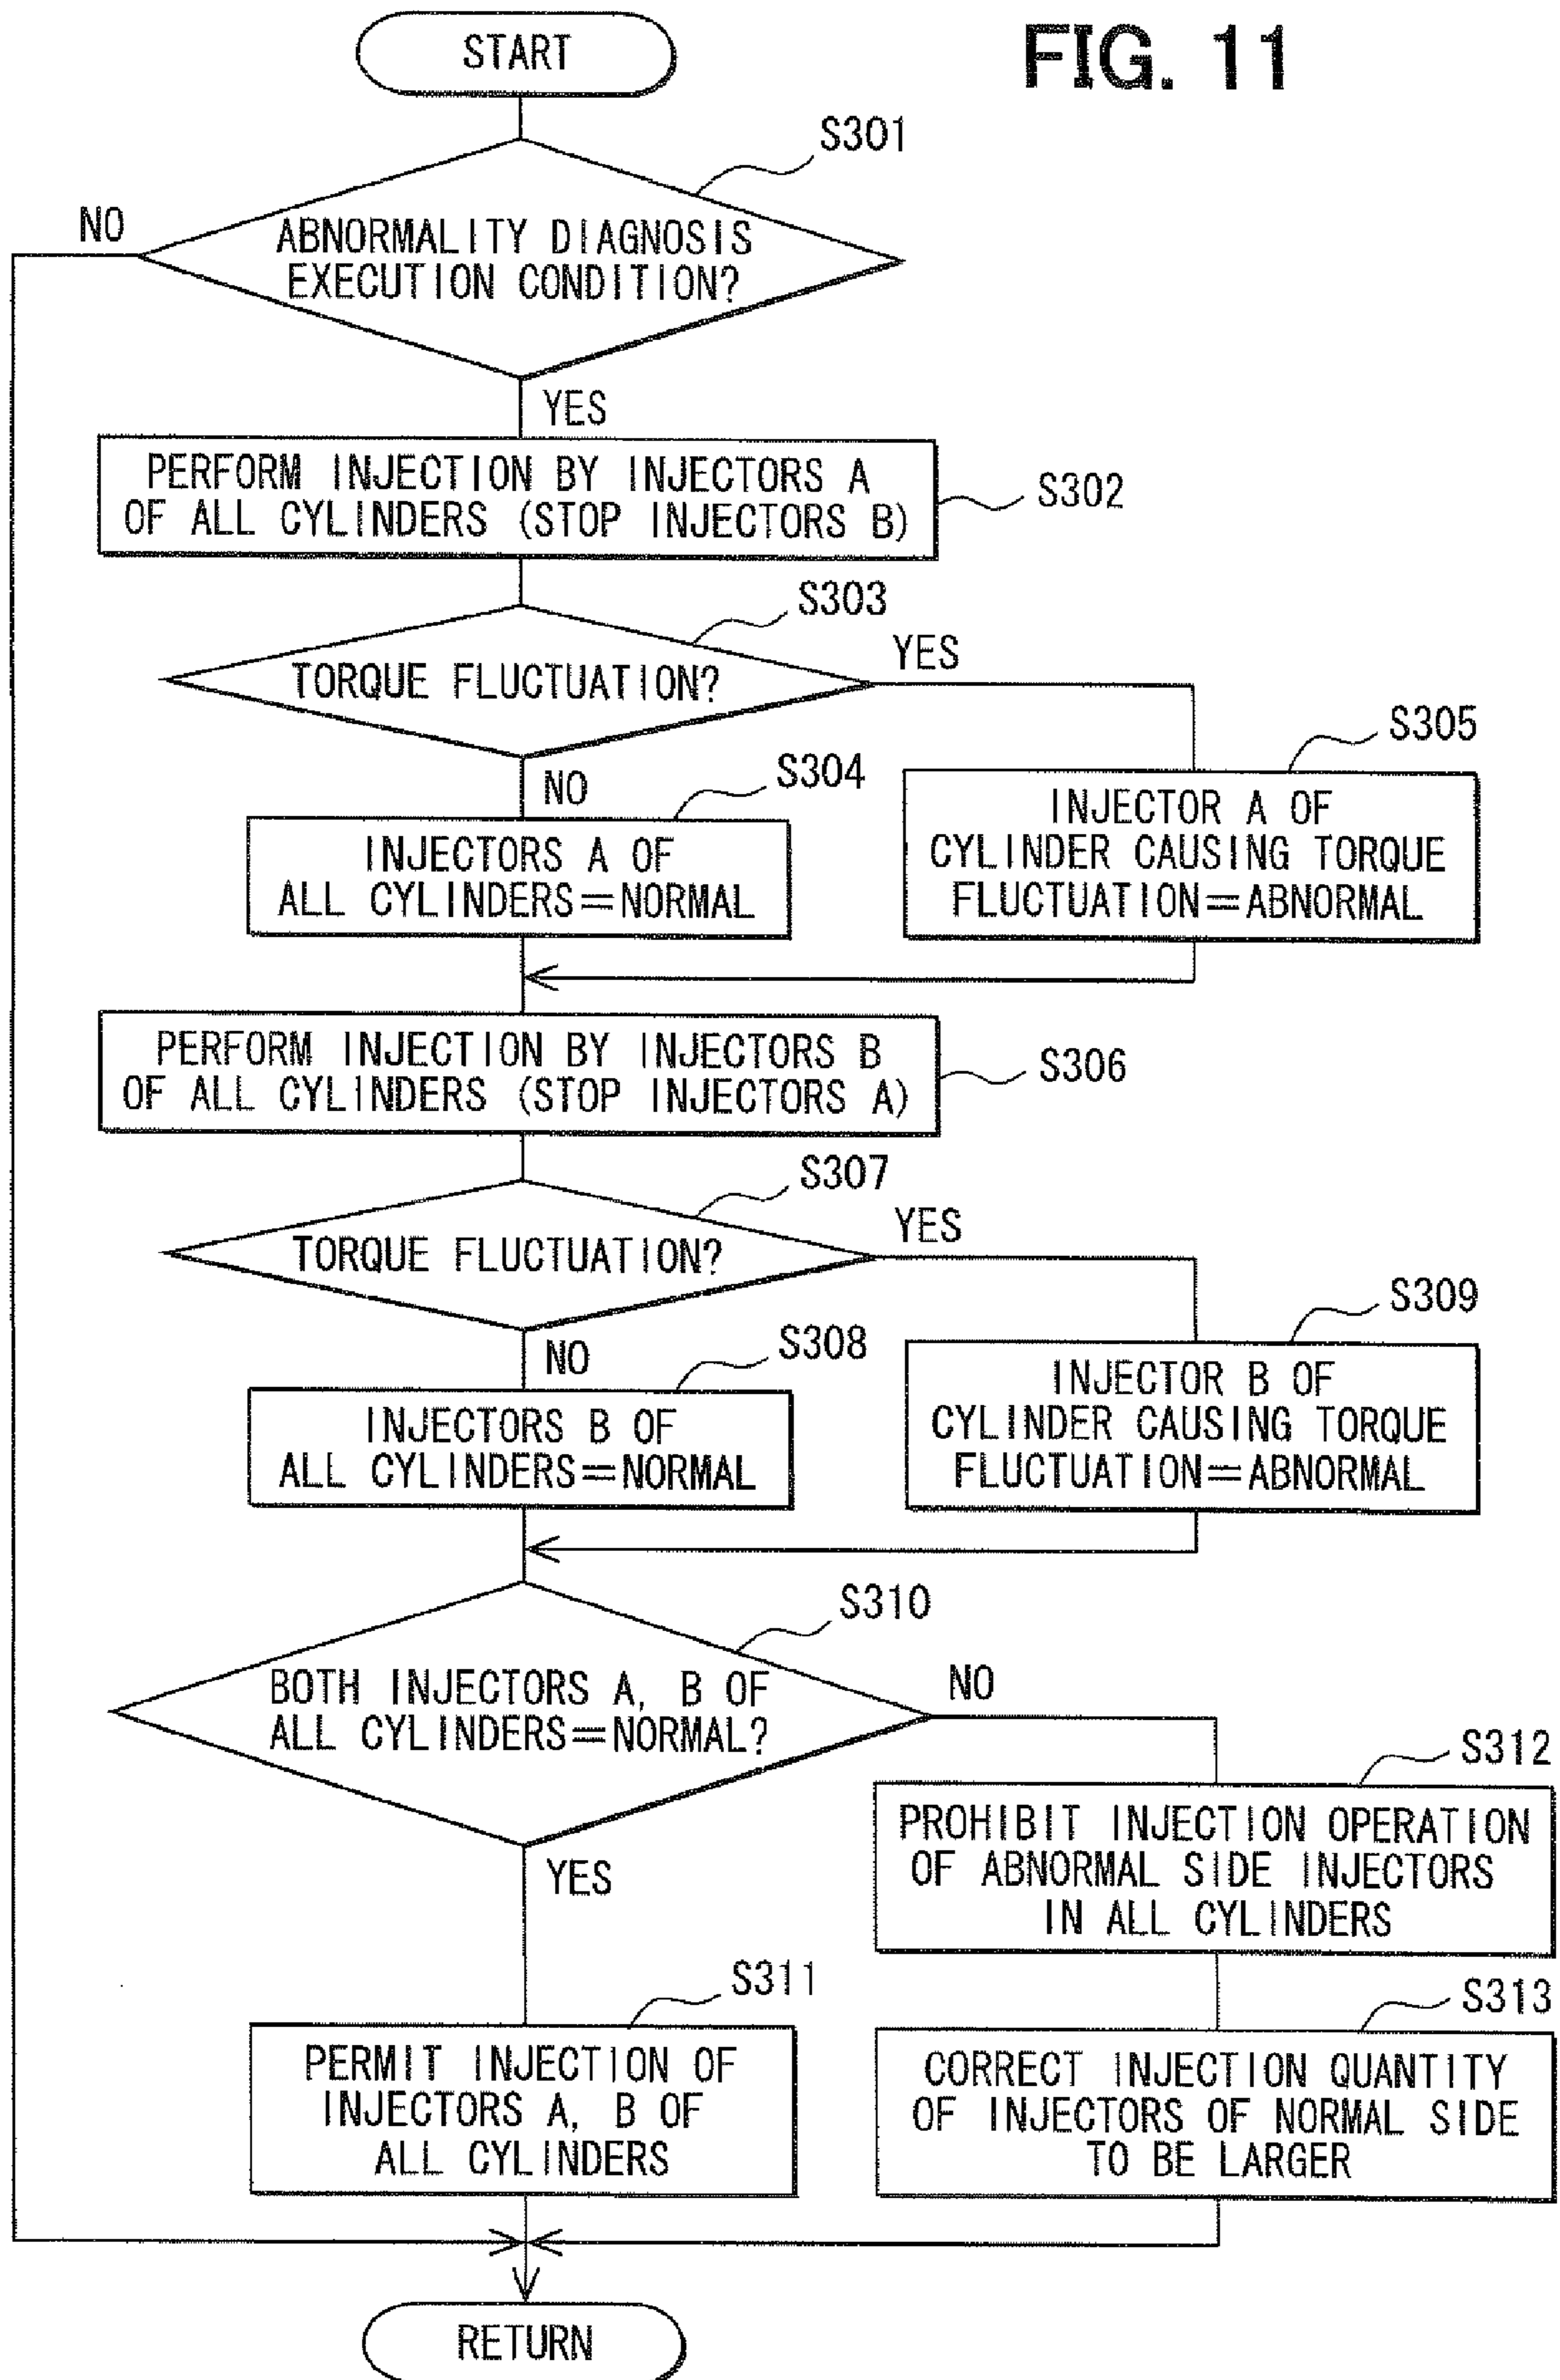 FIG. 11
START
S301
NO
ABNORMALITY DIAGNOSIS
EXECUTION CONDITION?
YES
PERFORM INJECTION BY INJECTORS A
OF ALL CYLINDERS (STOP INJECTORS B)
S302
S303
TORQUE FLUCTUATION?
YES
NO
S304
S305
INJECTORS A OF
ALL CYLINDERS=NORMAL
INJECTOR A OF
CYLINDER CAUSING TORQUE
FLUCTUATION=ABNORMAL
PERFORM INJECTION BY INJECTORS B
OF ALL CYLINDERS (STOP INJECTORS A)
S306
S307
TORQUE FLUCTUATION?
YES
NO
S308
S309
INJECTORS B OF
ALL CYLINDERS=NORMAL
INJECTOR B OF
CYLINDER CAUSING TORQUE
FLUCTUATION=ABNORMAL
S310
BOTH INJECTORS A, B OF
ALL CYLINDERS=NORMAL?
NO
YES
S312
PROHIBIT INJECTION OPERATION
OF ABNORMAL SIDE INJECTORS
IN ALL CYLINDERS
S311
PERMIT INJECTION OF
INJECTORS A, B OF
ALL CYLINDERS
S313
CORRECT INJECTION QUANTITY
OF INJECTORS OF NORMAL SIDE
TO BE LARGER
RETURN